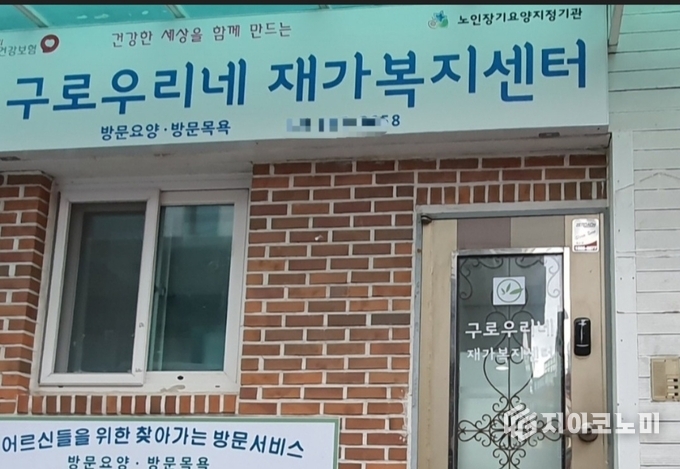 건강보험
건강한 세상을 함께 만드는
노인장기요양지정기관
구로우리네 재가복지센터
방문요양·방문목욕
구로우리네
재가복지센터
어르신들을 위한 찾아가는 방문서비스
방문요양·방문목욕
지아코노미